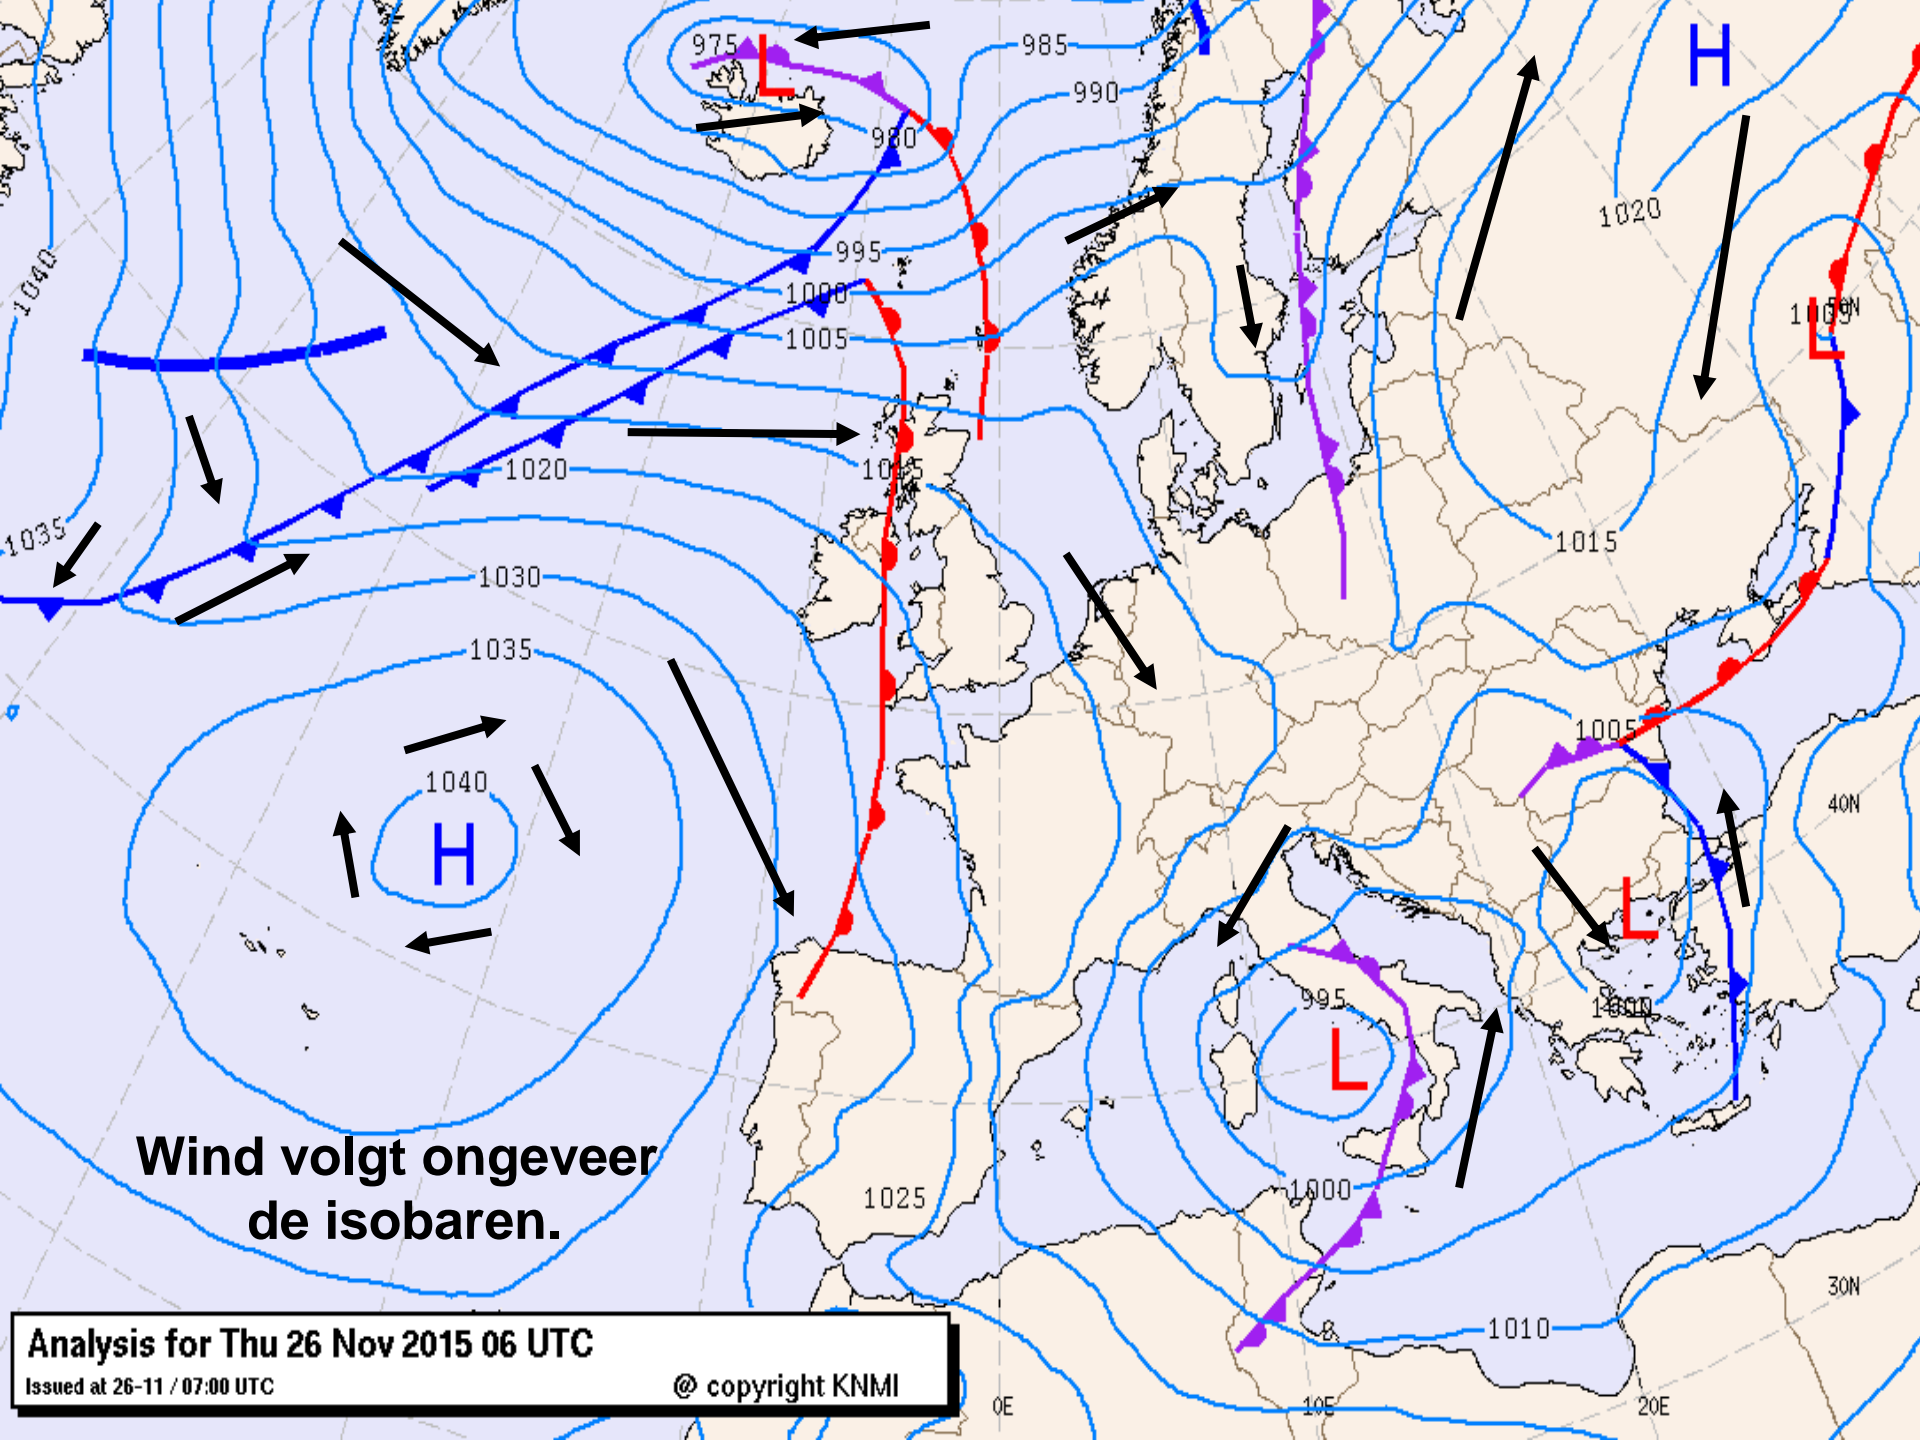 975
L
985
H
990
980
1020
995
1040
1000
L
1005
1015
1020
1035
1015
1030
1035
1005
1040
40N
H
L
995
1000
L
Wind volgt ongeveer
de isobaren.
1000
1025
30N
1010
Analysis for Thu 26 Nov 2015 06 UTC
Issued at 26-11 / 07:00 UTC
@ copyright KNMI
0E
10E
20E